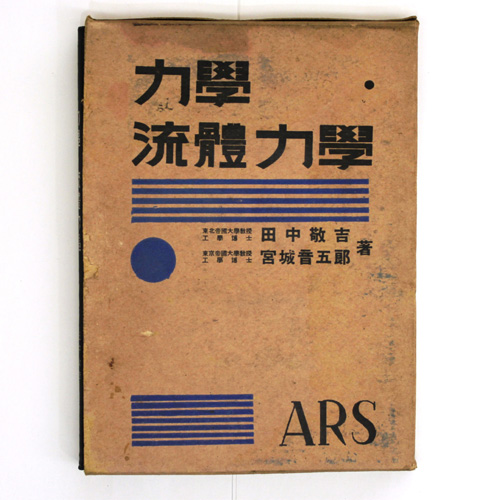 力學・
流體力學
東北帝國大學教授
工學博士
田中敬吉
東京帝國大學教授
工學博士
宮城音五郎
著
ARS